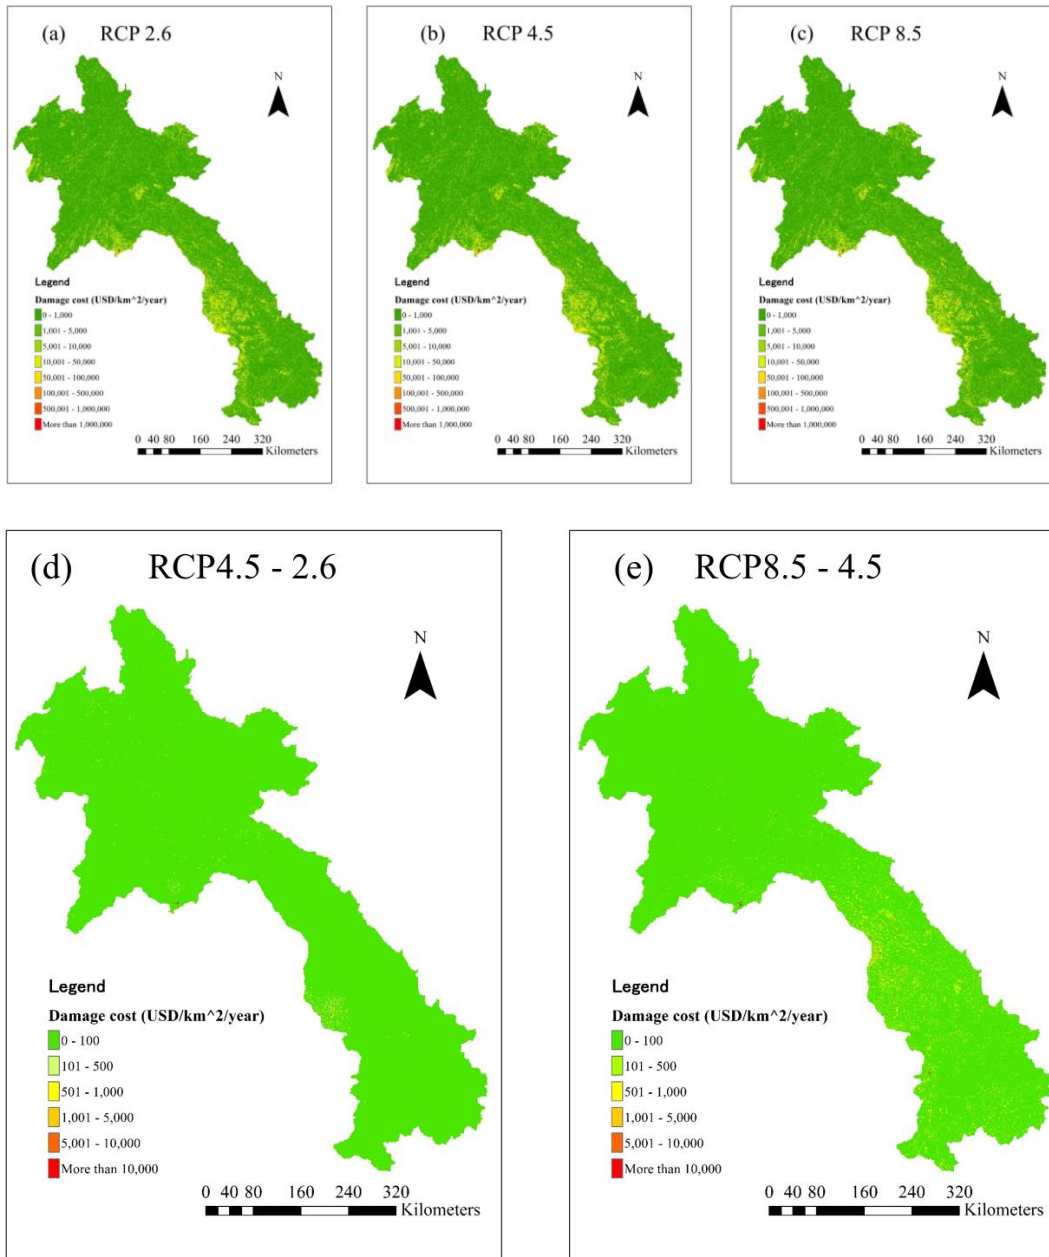 (a) RCP 2.6
N
Legend
Damage cost (USD/km^2/year)
0 - 1,000
1,001 - 5,000
5,001 - 10,000
10,001 - 50,000
50,001 - 100,000
100,001 - 500,000
500,001 - 1,000,000
More than 1,000,000
0 40 80 160 240 320
Kilometers
(b) RCP 4.5
N
Legend
Damage cost (USD/km^2/year)
0 - 1,000
1,001 - 5,000
5,001 - 10,000
10,001 - 50,000
50,001 - 100,000
100,001 - 500,000
500,001 - 1,000,000
More than 1,000,000
0 40 80 160 240 320
Kilometers
(c) RCP 8.5
N
Legend
Damage cost (USD/km^2/year)
0 - 1,000
1,001 - 5,000
5,001 - 10,000
10,001 - 50,000
50,001 - 100,000
100,001 - 500,000
500,001 - 1,000,000
More than 1,000,000
0 40 80 160 240 320
Kilometers
(d) RCP4.5 - 2.6
N
Legend
Damage cost (USD/km^2/year)
0 - 100
101 - 500
501 - 1,000
1,001 - 5,000
5,001 - 10,000
More than 10,000
0 40 80 160 240 320
Kilometers
(e) RCP8.5 - 4.5
N
Legend
Damage cost (USD/km^2/year)
0 - 100
101 - 500
501 - 1,000
1,001 - 5,000
5,001 - 10,000
More than 10,000
0 40 80 160 240 320
Kilometers